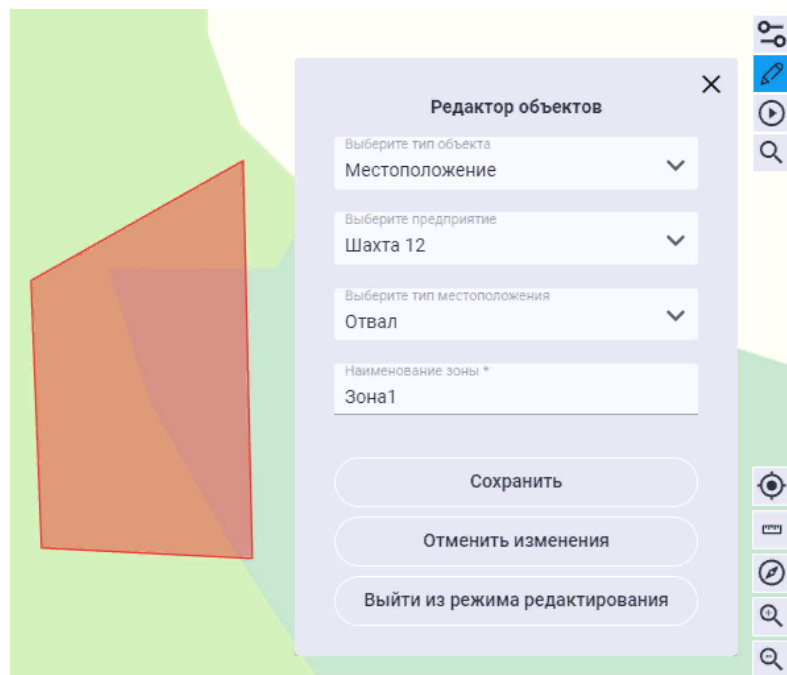 Редактор объектов
Выберите тип объекта
Местоположение
Выберите предприятие
Шахта 12
Выберите тип местоположения
Отвал
Наименование зоны *
Зона1
Сохранить
Отменить изменения
Выйти из режима редактирования